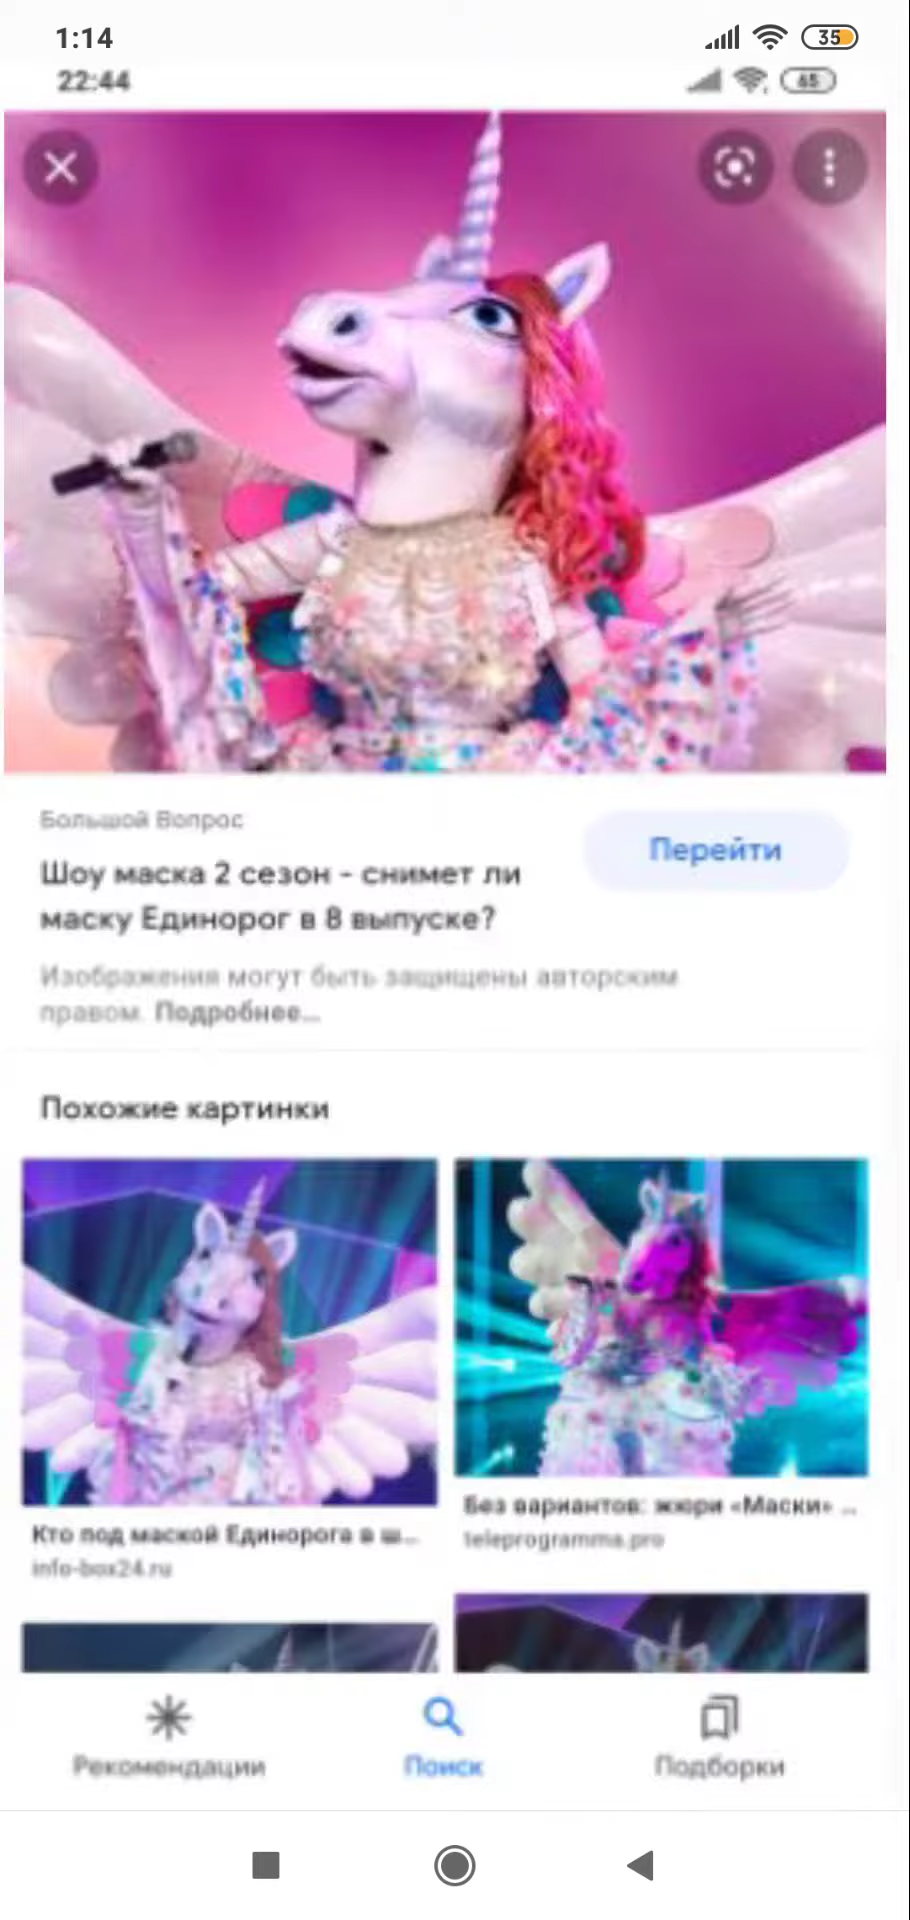 1:14
35
22:44
65
Большой Вопрос
Шоу маска 2 сезон - снимет ли
маску Единорог в 8 выпуске?
Перейти
Изображения могут быть защищены авторским
правом. Подробнее...
Похожие картинки
Кто под маской Единорога в ш...
info-box24.ru
Без вариантов: жюри «Маски» ...
teleprogramma.pro
Рекомендации
Поиск
Подборки